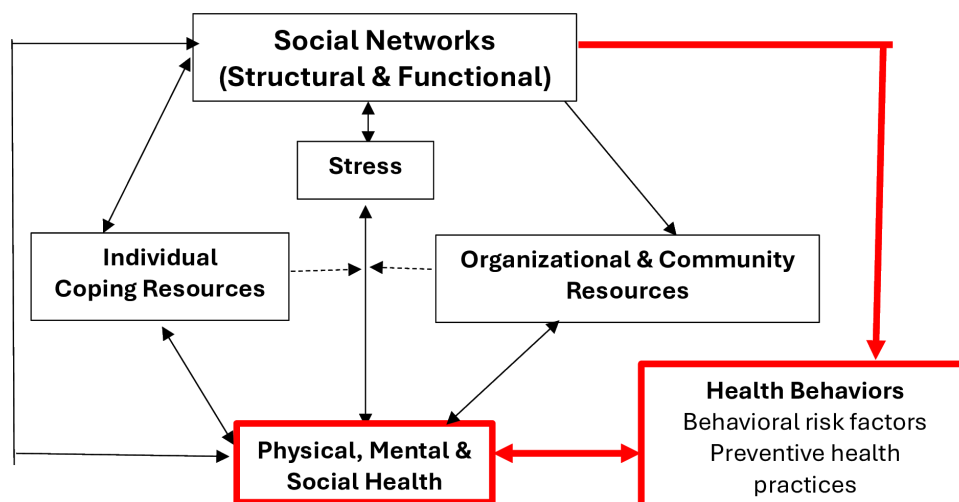 Social Networks
(Structural & Functional)
Stress
Individual
Coping Resources
Organizational & Community
Resources
Physical, Mental &
Social Health
Health Behaviors
Behavioral risk factors
Preventive health
practices